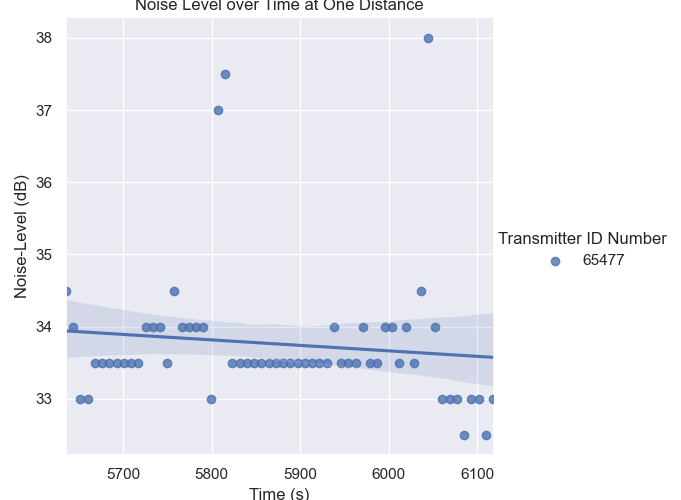 Noise Level over Time at One Distance
38
37
36
35
34
33
Noise-Level (dB)
5700 5800 5900 6000 6100
Time (s)
Transmitter ID Number
65477